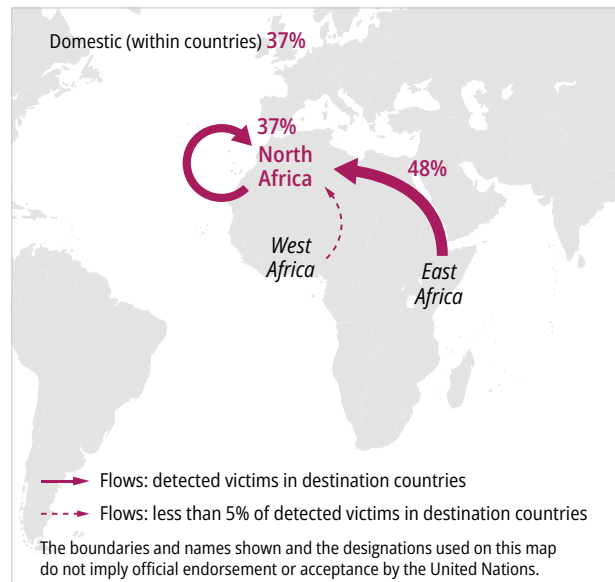 Domestic (within countries) 37%
37%
North
Africa
48%
West
Africa
East
Africa
Flows: detected victims in destination countries
Flows: less than 5% of detected victims in destination countries
The boundaries and names shown and the designations used on this map
do not imply official endorsement or acceptance by the United Nations.